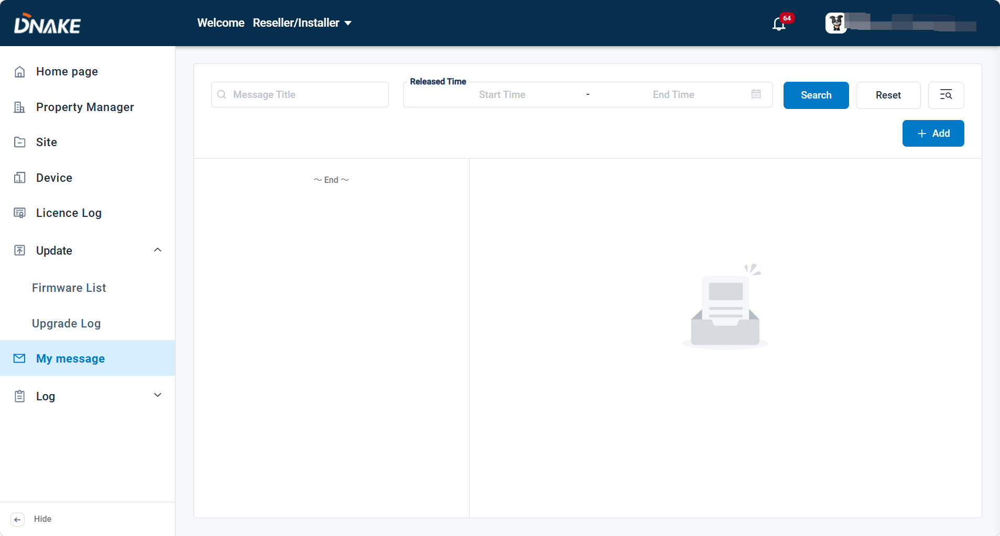 DNAKE
Welcome Reseller/Installer
64
Home page
Property Manager
Site
Device
Licence Log
Update
Firmware List
Upgrade Log
My message
Log
Hide
Released Time
Message Title
Start Time - End Time
Search
Reset
+ Add
~ End ~